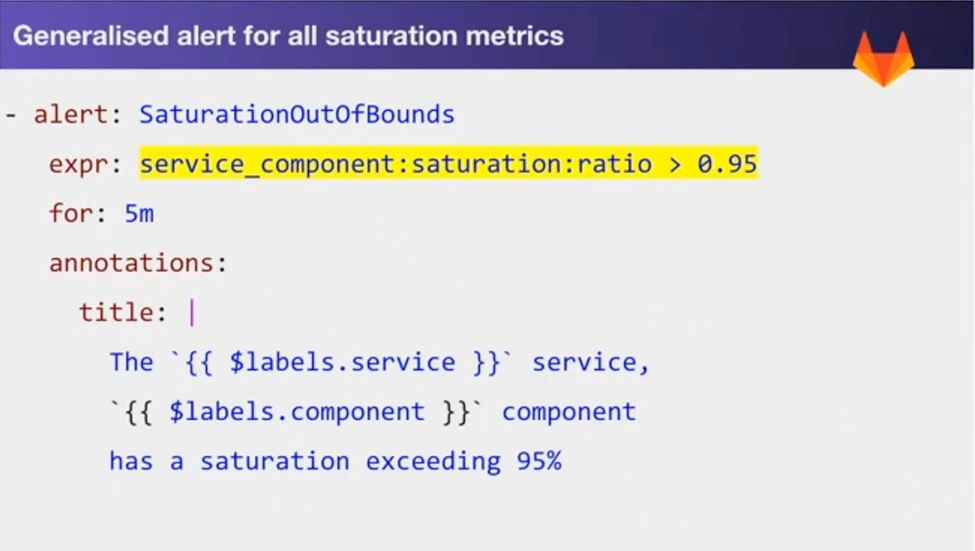 Generalised alert for all saturation metrics
- alert: SaturationOutOfBounds
expr: service_component:saturation:ratio > 0.95
for: 5m
annotations:
title: |
The `{{ $labels.service }}` service,
`{{ $labels.component }}` component
has a saturation exceeding 95%